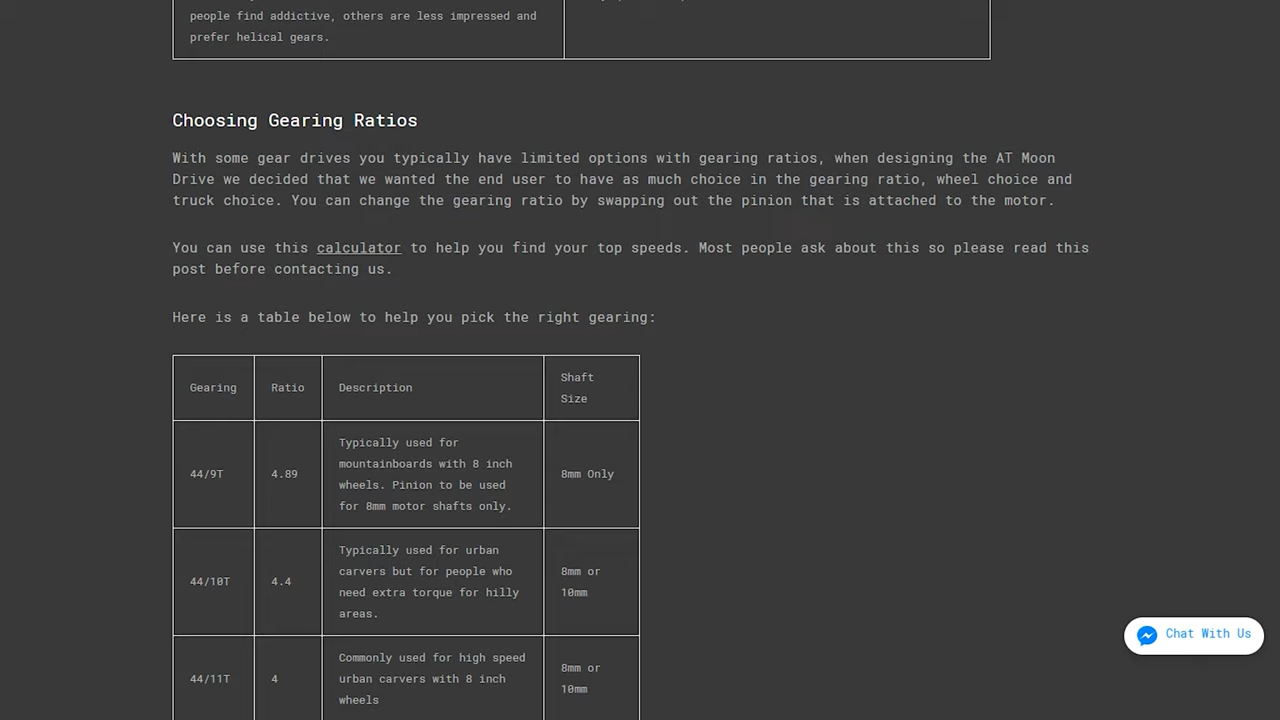 people find addictive, others are less impressed and
prefer helical gears.
Choosing Gearing Ratios
With some gear drives you typically have limited options with gearing ratios, when designing the AT Moon
Drive we decided that we wanted the end user to have as much choice in the gearing ratio, wheel choice and
truck choice. You can change the gearing ratio by swapping out the pinion that is attached to the motor.
You can use this calculator to help you find your top speeds. Most people ask about this so please read this
post before contacting us.
Here is a table below to help you pick the right gearing:
Gearing
Ratio
Description
Shaft
Size
44/9T
4.89
Typically used for
mountainboards with 8 inch
wheels. Pinion to be used
for 8mm motor shafts only.
8mm Only
44/10T
4.4
Typically used for urban
carvers but for people who
need extra torque for hilly
areas.
8mm or
10mm
44/11T
4
Commonly used for high speed
urban carvers with 8 inch
wheels
8mm or
10mm
Chat With Us